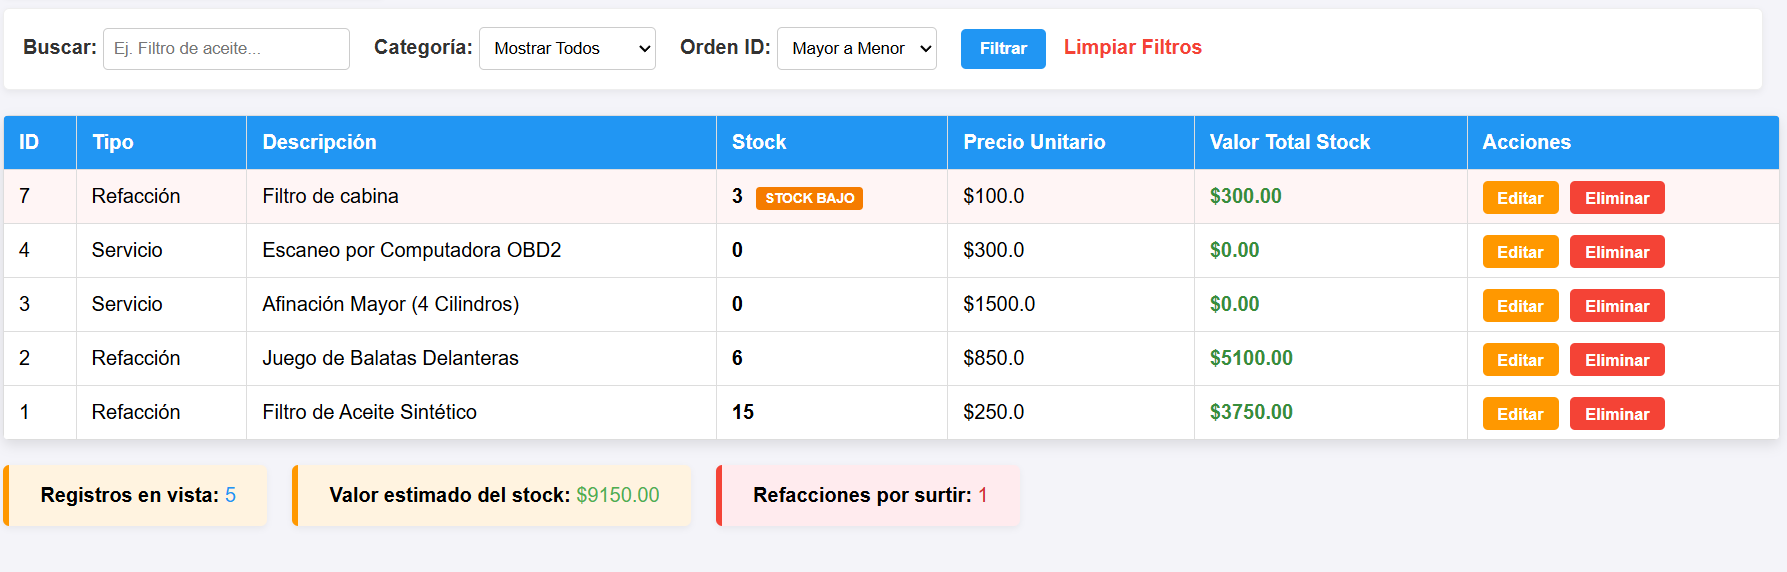 Buscar: Ej. Filtro de aceite... Categoría: Mostrar Todos Orden ID: Mayor a Menor Filtrar Limpiar Filtros
ID Tipo Descripción Stock Precio Unitario Valor Total Stock Acciones
7 Refacción Filtro de cabina 3 STOCK BAJO $100.0 $300.00 Editar Eliminar
4 Servicio Escaneo por Computadora OBD2 0 $300.0 $0.00 Editar Eliminar
3 Servicio Afinación Mayor (4 Cilindros) 0 $1500.0 $0.00 Editar Eliminar
2 Refacción Juego de Balatas Delanteras 6 $850.0 $5100.00 Editar Eliminar
1 Refacción Filtro de Aceite Sintético 15 $250.0 $3750.00 Editar Eliminar
Registros en vista: 5 Valor estimado del stock: $9150.00 Refacciones por surtir: 1